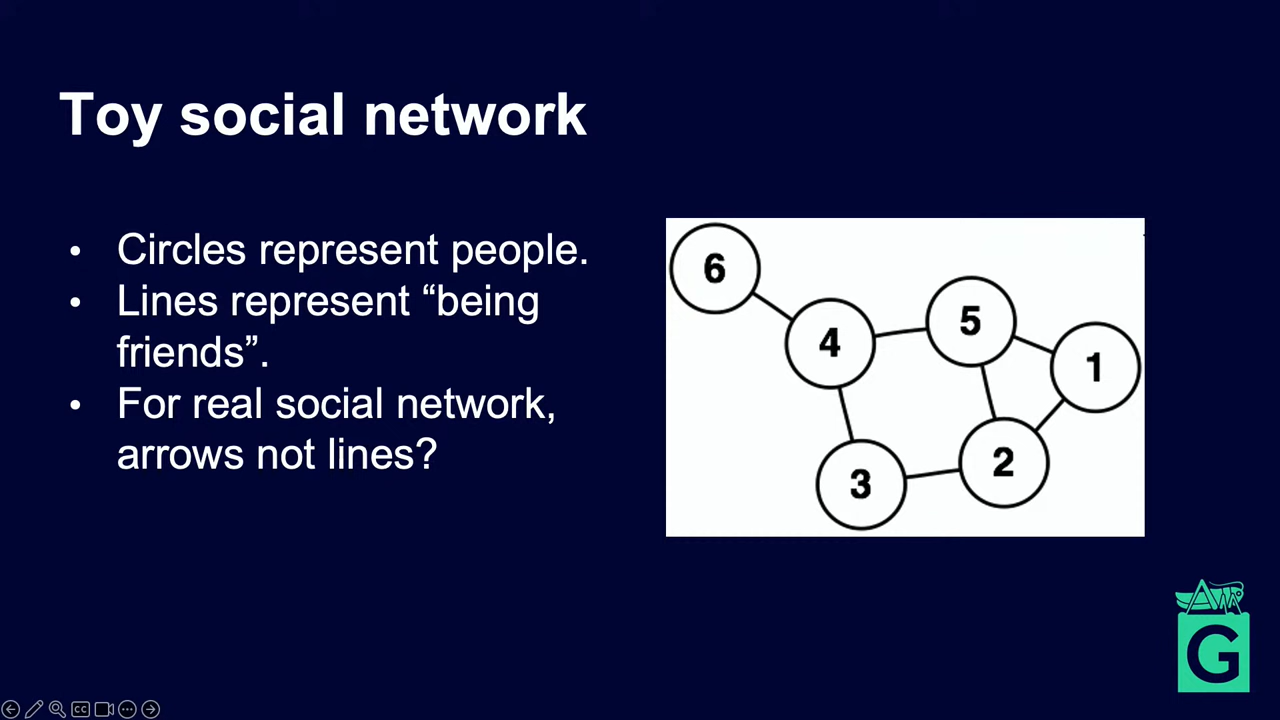 Toy social network
• Circles represent people.
• Lines represent “being
friends”.
• For real social network,
arrows not lines?
6
4
5
1
3
2
G
CC